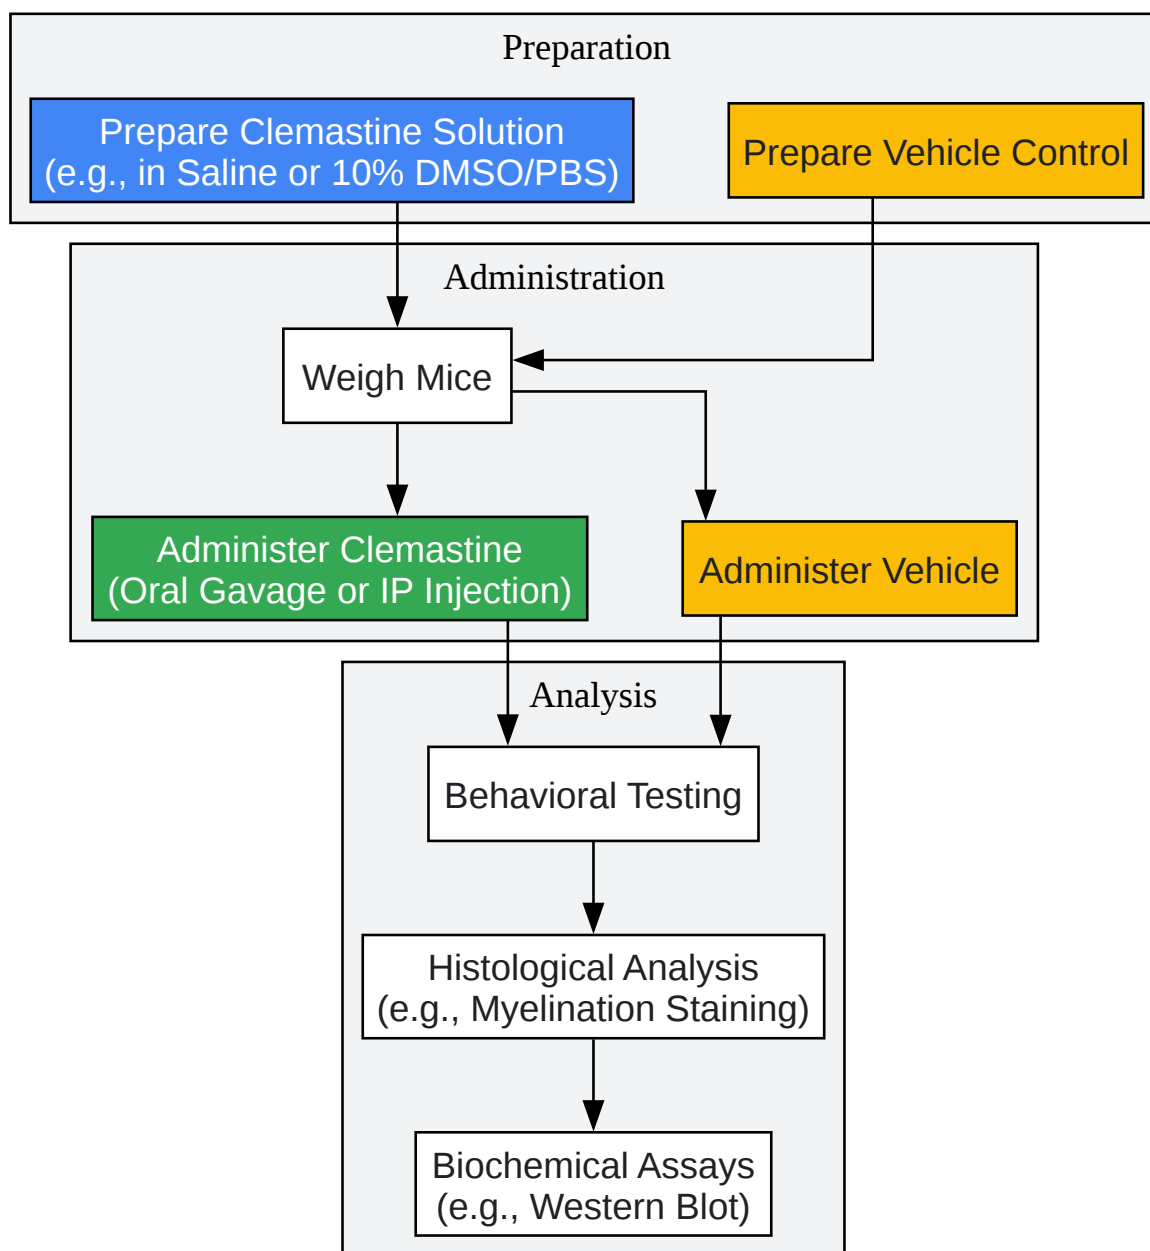 Preparation
Prepare Clemastine Solution
(e.g., in Saline or 10% DMSO/PBS)
Prepare Vehicle Control
Administration
Weigh Mice
Administer Clemastine
(Oral Gavage or IP Injection)
Administer Vehicle
Analysis
Behavioral Testing
Histological Analysis
(e.g., Myelination Staining)
Biochemical Assays
(e.g., Western Blot)